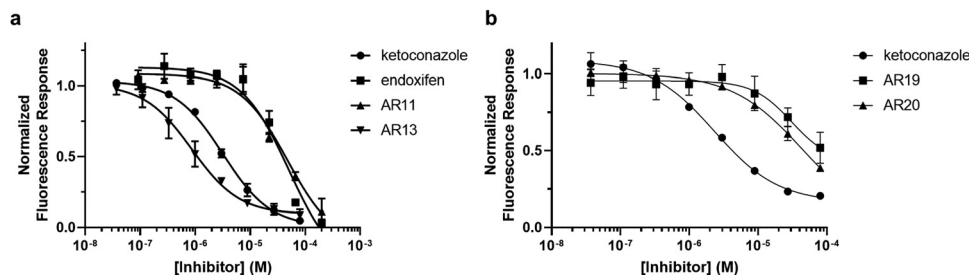 a
Normalized
Fluorescence Response
1.0
0.5
0.0
10-8
10-7
10-6
10-5
10-4
10-3
[Inhibitor] (M)
ketoconazole
endoxifen
AR11
AR13
b
Normalized
Fluorescence Response
1.0
0.5
0.0
10-8
10-7
10-6
10-5
10-4
[Inhibitor] (M)
ketoconazole
AR19
AR20